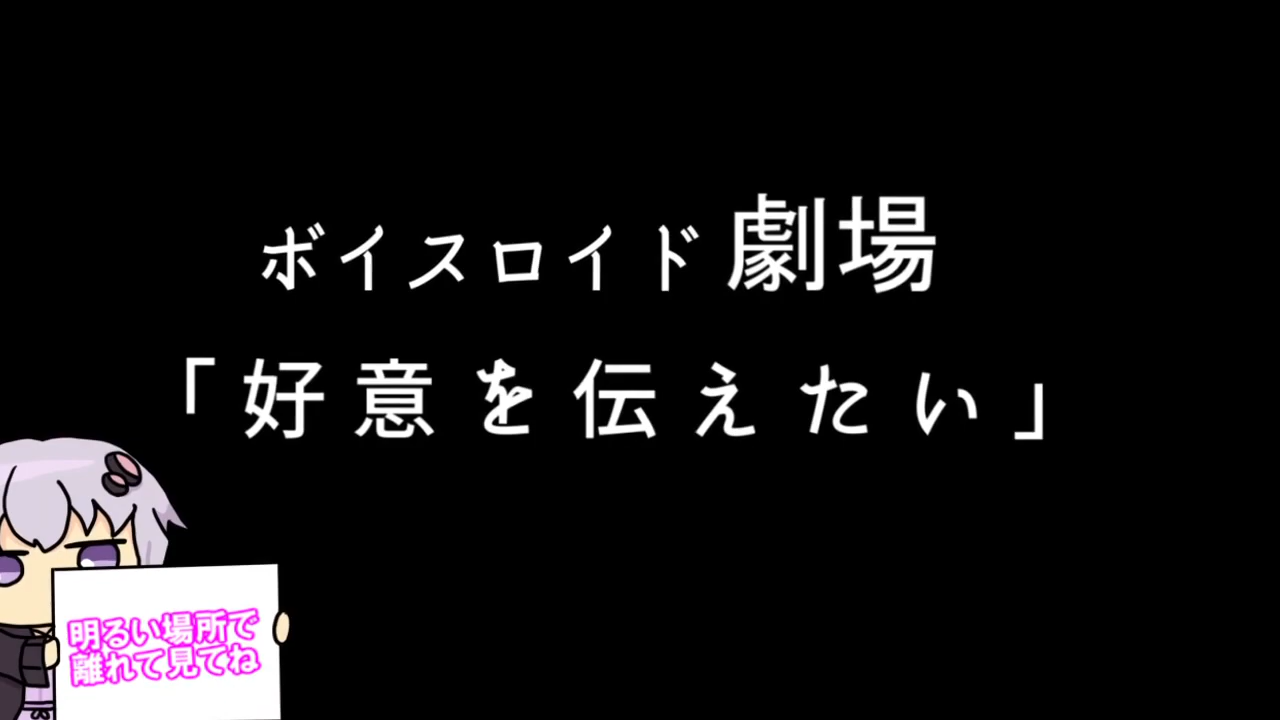 ボイスロイド劇場
「好意を伝えたい」
明るい場所で
離れて見てね